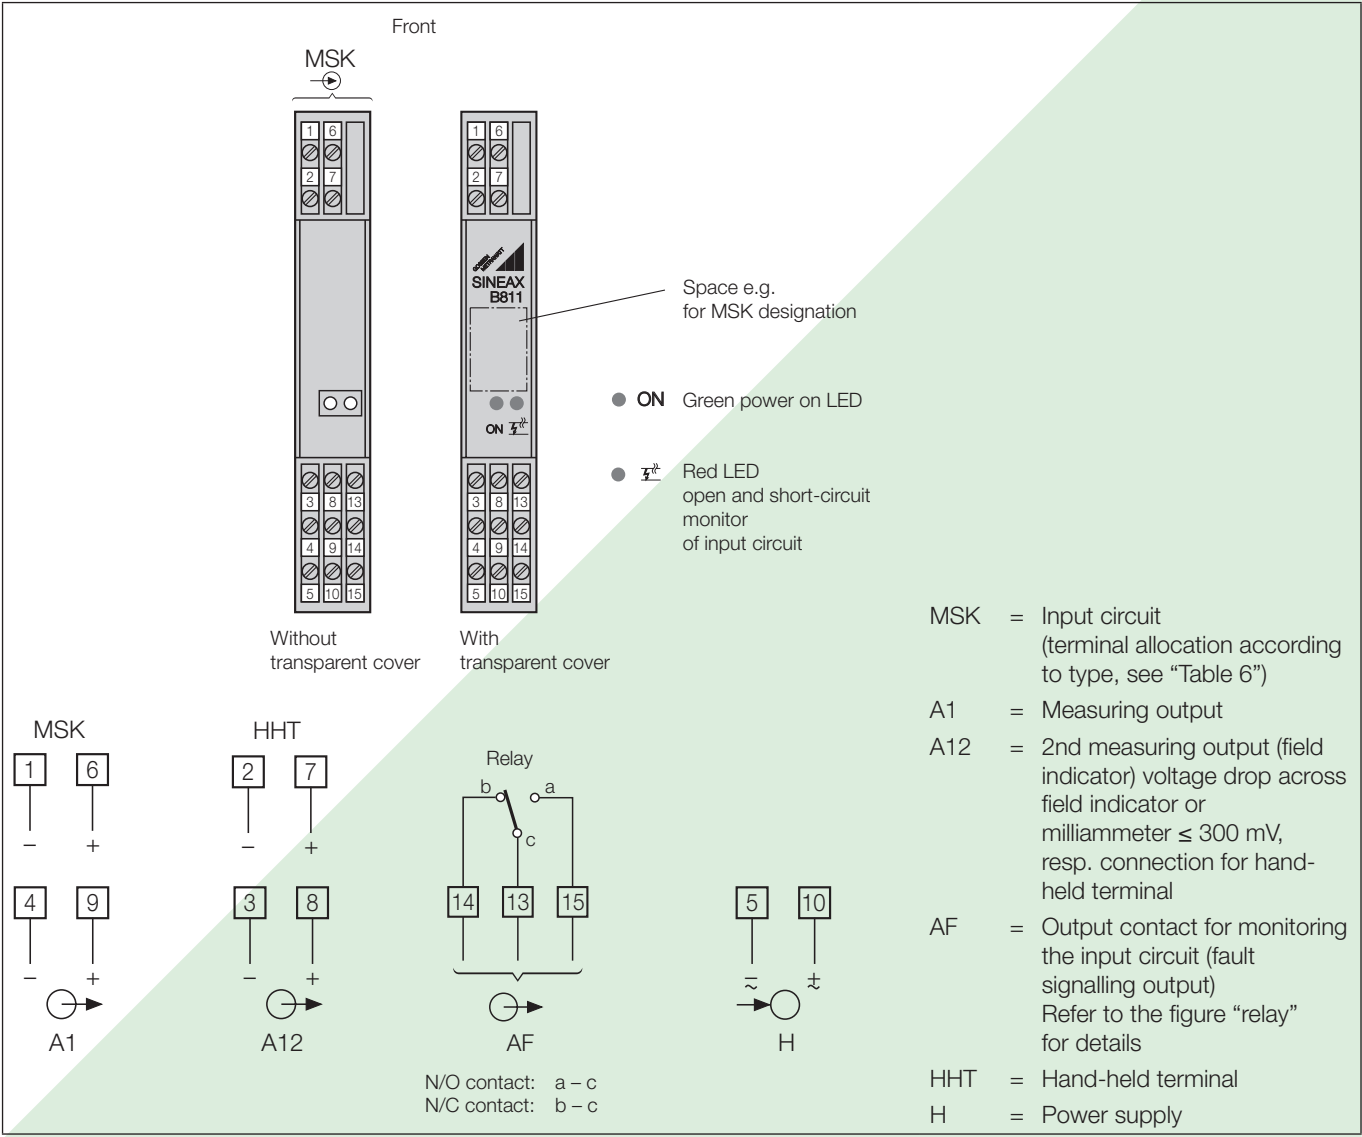 Front
MSK
1 6
2 7
3 8 13
4 9 14
5 10 15
Without
transparent cover
1 6
2 7
GOSSEN
METRAWATT
SINEAX
B811
ON
3 8 13
4 9 14
5 10 15
With
transparent cover
Space e.g.
for MSK designation
ON Green power on LED
Red LED
open and short-circuit
monitor
of input circuit
MSK
1 6
– +
HHT
2 7
– +
4 9
– +
A1
3 8
– +
A12
Relay
b a
c
14 13 15
AF
N/O contact: a – c
N/C contact: b – c
5 10
H
MSK = Input circuit
(terminal allocation according
to type, see “Table 6”)
A1 = Measuring output
A12 = 2nd measuring output (field
indicator) voltage drop across
field indicator or
milliammeter ≤ 300 mV,
resp. connection for hand-
held terminal
AF = Output contact for monitoring
the input circuit (fault
signalling output)
Refer to the figure “relay”
for details
HHT = Hand-held terminal
H = Power supply